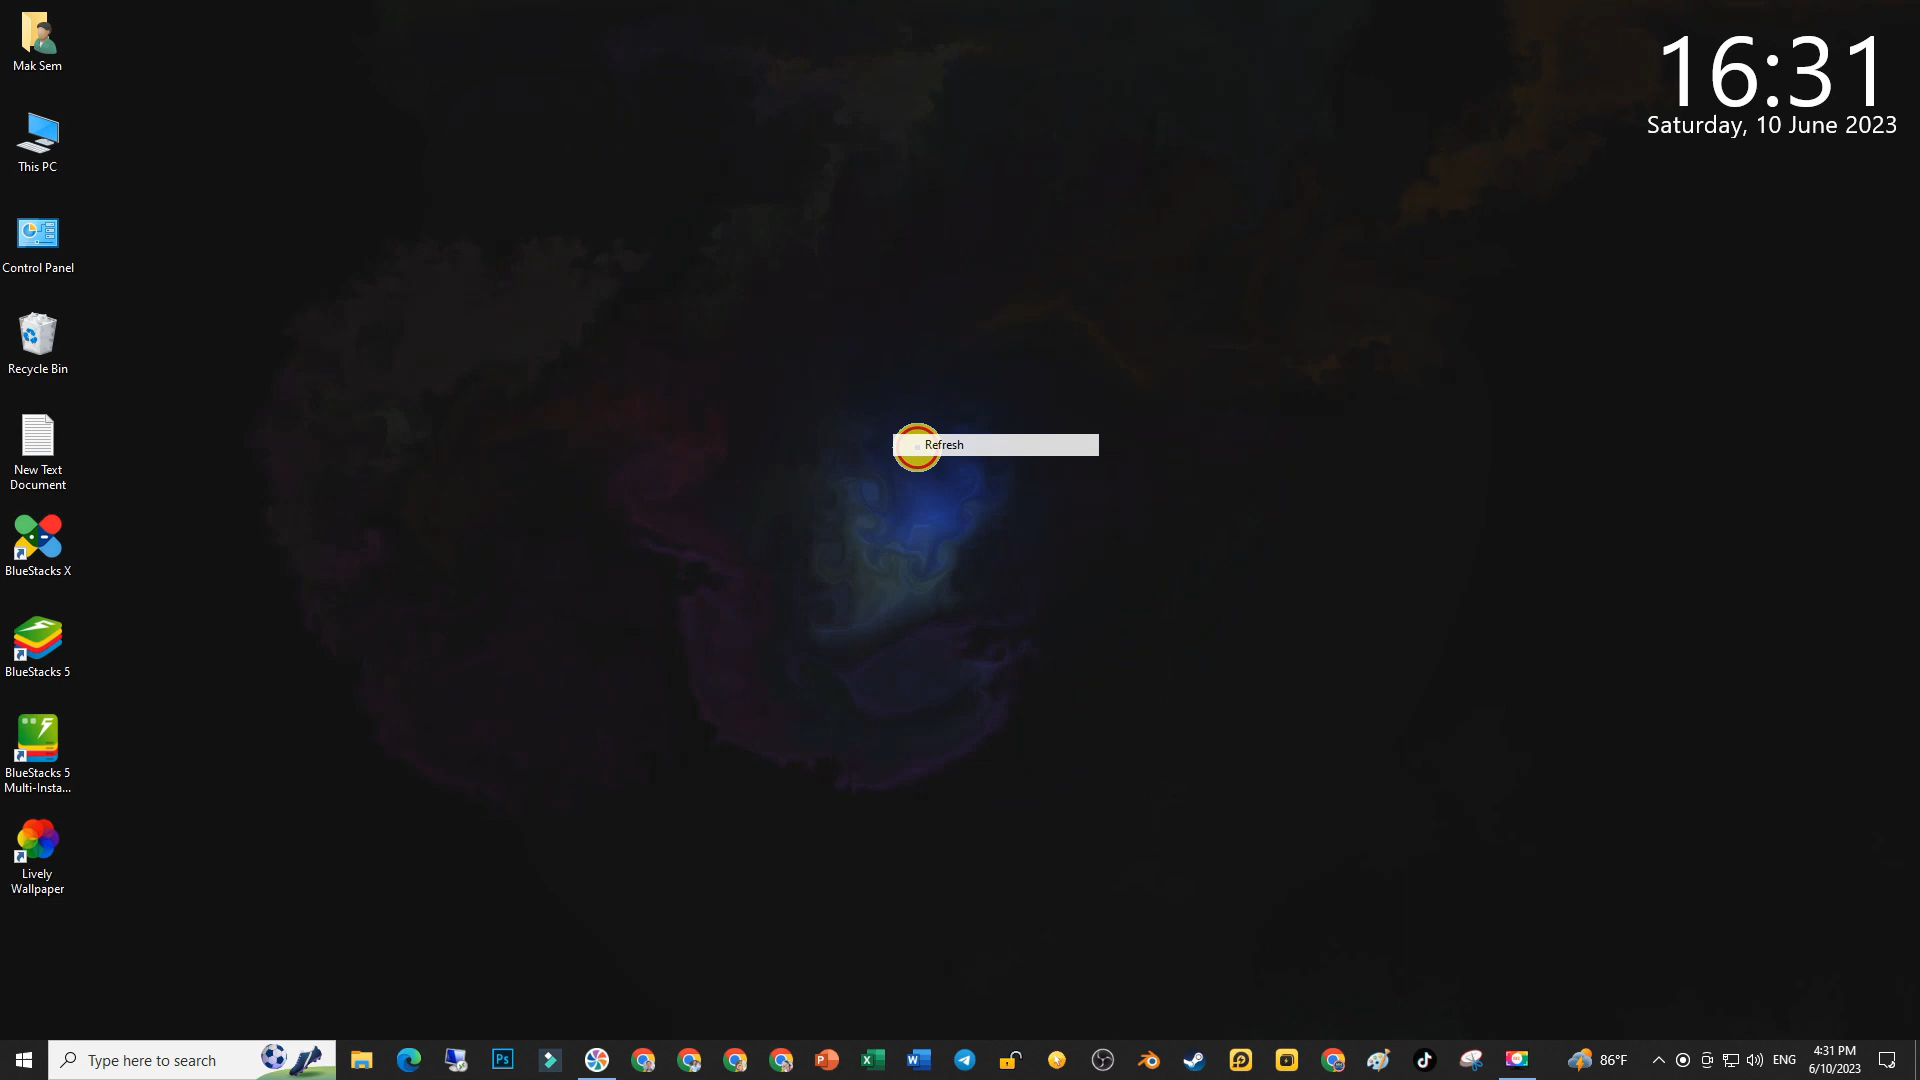 Mak Sem
This PC
Control Panel
Recycle Bin
New Text
Document
BlueStacks X
BlueStacks 5
BlueStacks 5
Multi-Insta...
Lively
Wallpaper
Refresh
16:31
Saturday, 10 June 2023
Type here to search
Ps
86°F
ENG
4:31 PM
6/10/2023